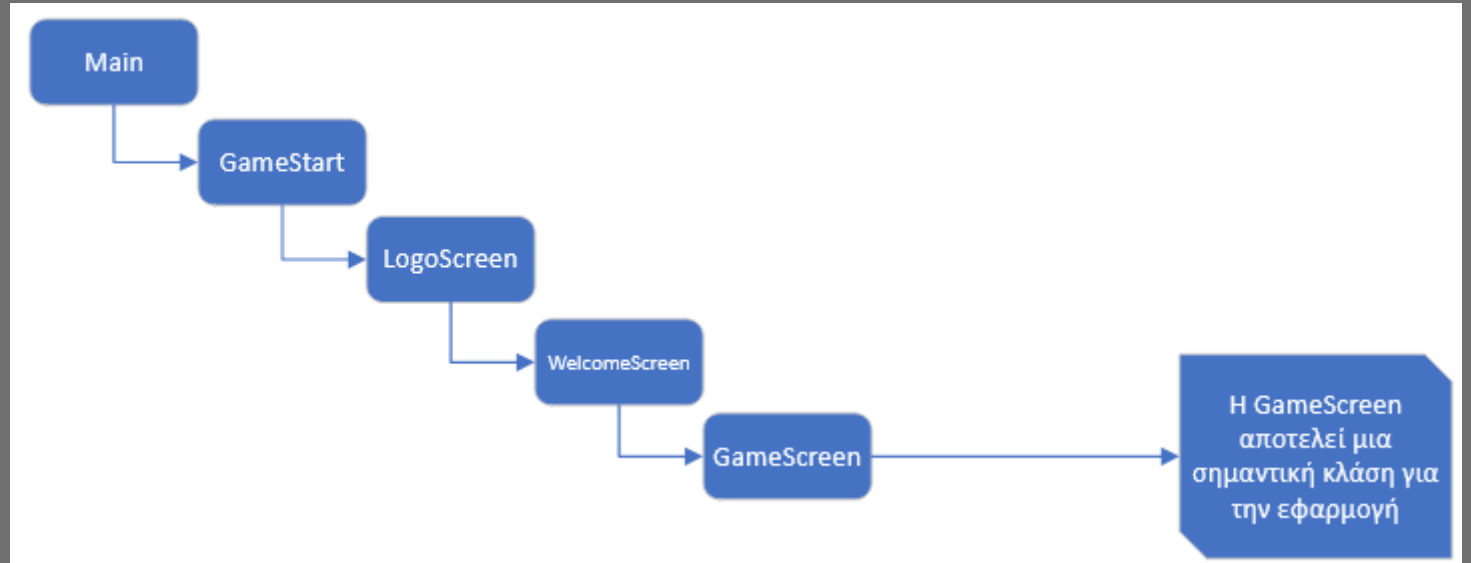 Main
GameStart
LogoScreen
WelcomeScreen
GameScreen
Η GameScreen
αποτελεί μια
σημαντική κλάση για
την εφαρμογή